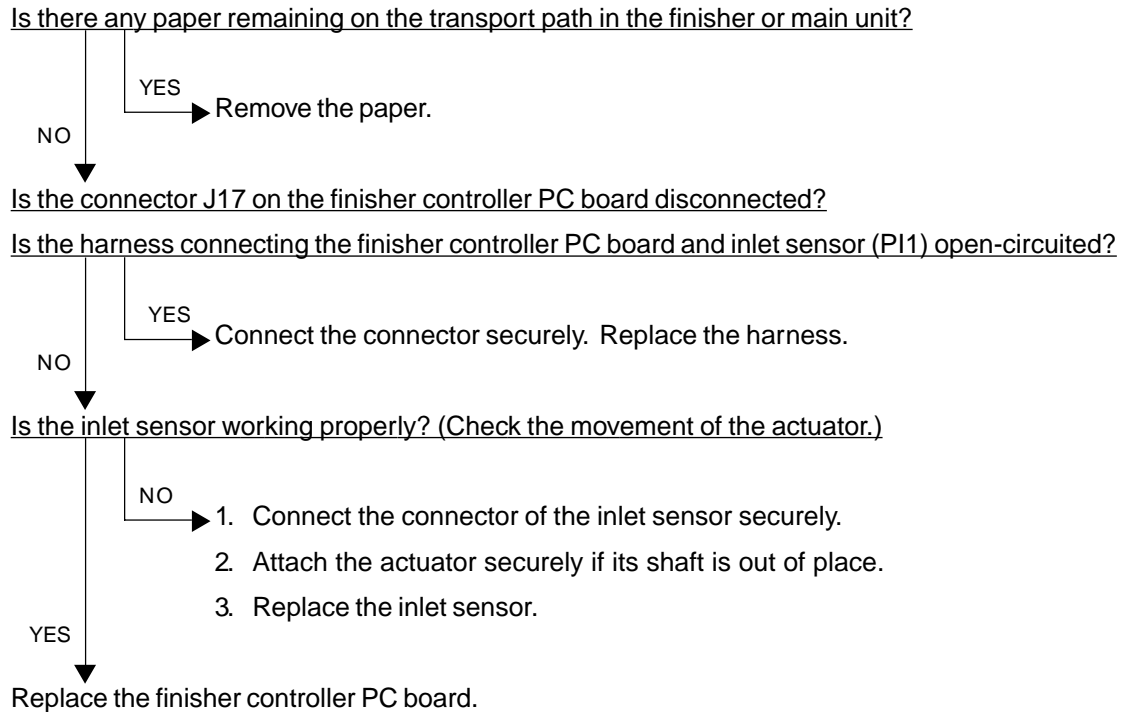 Is there any paper remaining on the transport path in the finisher or main unit?
YES
Remove the paper.
NO
Is the connector J17 on the finisher controller PC board disconnected?
Is the harness connecting the finisher controller PC board and inlet sensor (PI1) open-circuited?
YES
Connect the connector securely. Replace the harness.
NO
Is the inlet sensor working properly? (Check the movement of the actuator.)
NO
1. Connect the connector of the inlet sensor securely.
2. Attach the actuator securely if its shaft is out of place.
3. Replace the inlet sensor.
YES
Replace the finisher controller PC board.